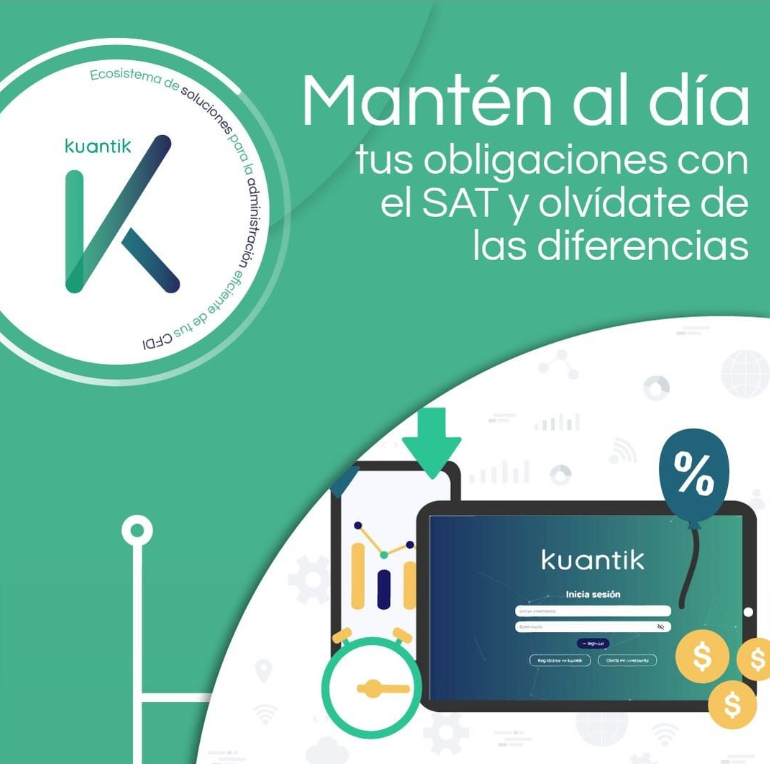 Ecosistema de soluciones para la administración eficiente de tus CFDI
kuantik
Mantén al día
tus obligaciones con
el SAT y olvídate de
las diferencias
%
kuantik
Inicia sesión
$
$
$